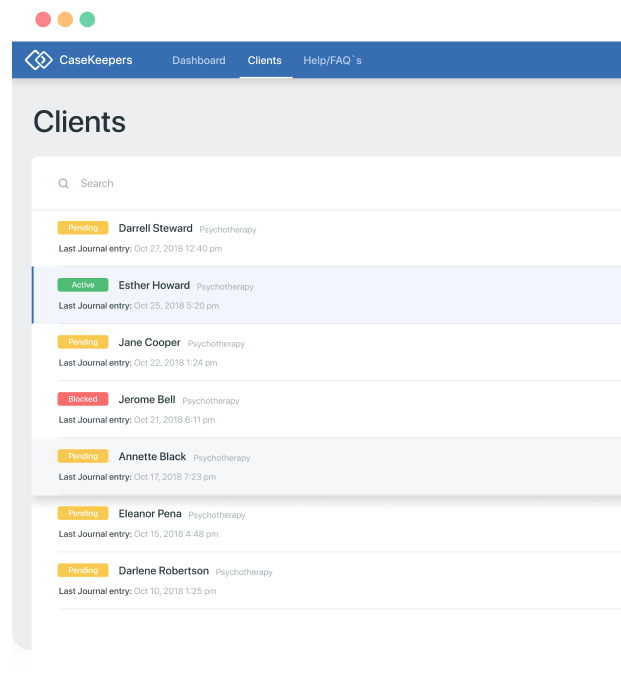 CaseKeepers Dashboard Clients Help/FAQ`s
Clients
Search
Pending Darrell Steward Psychotherapy
Last Journal entry: Oct 27, 2018 12:40 pm
Active Esther Howard Psychotherapy
Last Journal entry: Oct 25, 2018 5:20 pm
Pending Jane Cooper Psychotherapy
Last Journal entry: Oct 22, 2018 1:24 pm
Blocked Jerome Bell Psychotherapy
Last Journal entry: Oct 21, 2018 6:11 pm
Pending Annette Black Psychotherapy
Last Journal entry: Oct 17, 2018 7:23 pm
Pending Eleanor Pena Psychotherapy
Last Journal entry: Oct 15, 2018 4:48 pm
Pending Darlene Robertson Psychotherapy
Last Journal entry: Oct 10, 2018 1:25 pm